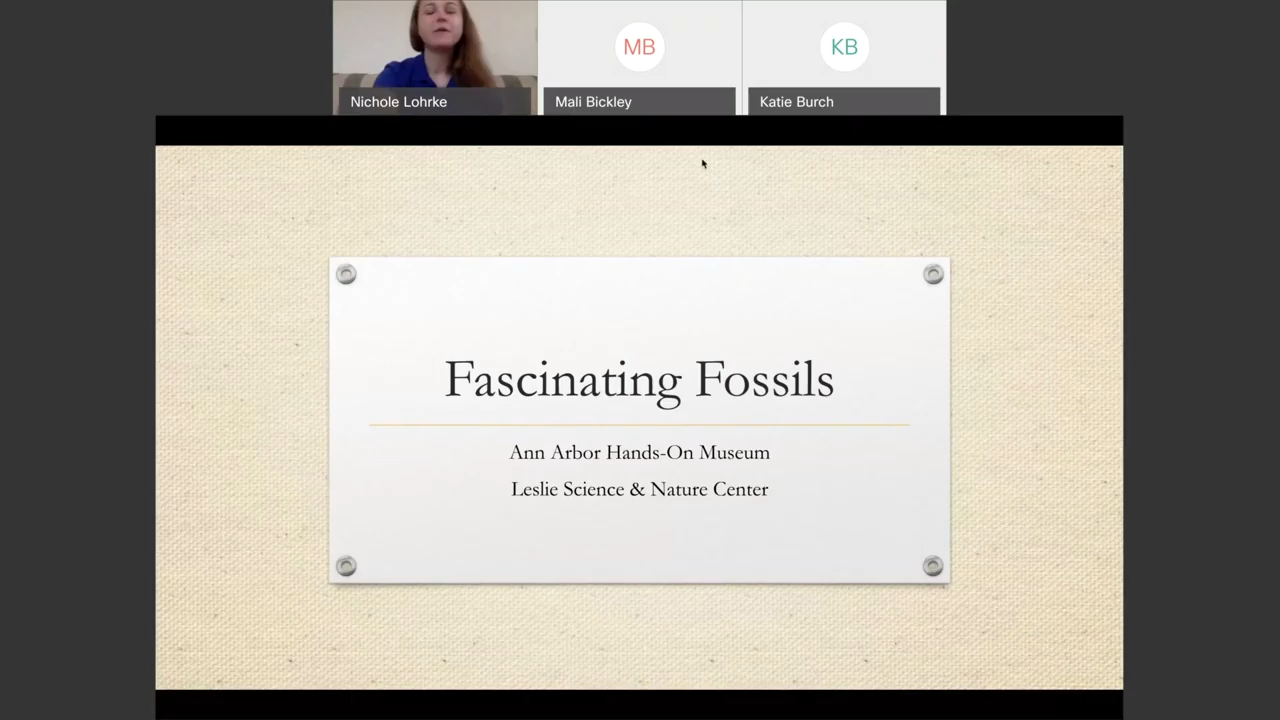 MB
KB
Nichole Lohrke
Mali Bickley
Katie Burch
Fascinating Fossils
Ann Arbor Hands-On Museum
Leslie Science & Nature Center